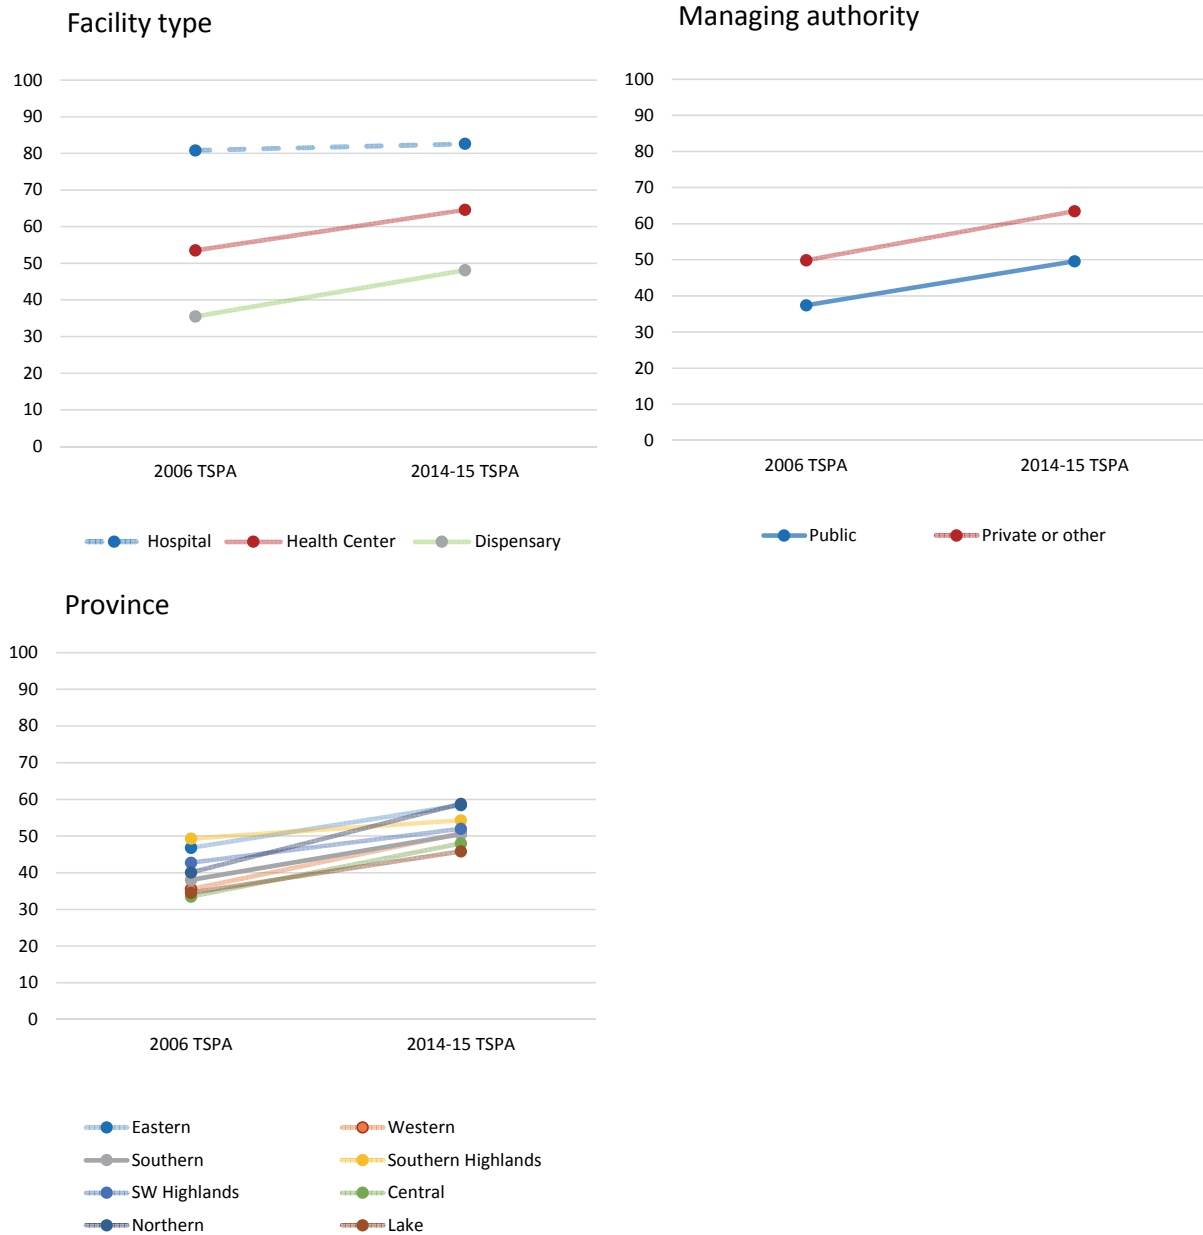 Facility type
100
90
80
70
60
50
40
30
20
10
0
2006 TSPA 2014-15 TSPA
Hospital Health Center Dispensary
Managing authority
100
90
80
70
60
50
40
30
20
10
0
2006 TSPA 2014-15 TSPA
Public Private or other
Province
100
90
80
70
60
50
40
30
20
10
0
2006 TSPA 2014-15 TSPA
Eastern Western
Southern Southern Highlands
SW Highlands Central
Northern Lake